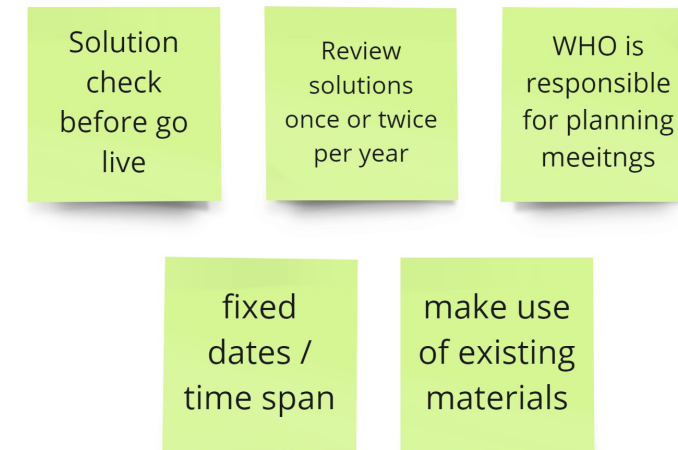 Solution
check
before go
live
Review
solutions
once or twice
per year
WHO is
responsible
for planning
meeitngs
fixed
dates /
time span
make use
of existing
materials